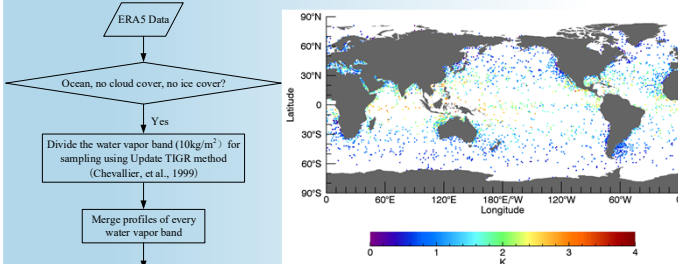 ERA5 Data
Ocean, no cloud cover, no ice cover?
Yes
Divide the water vapor band (10kg/m²) for
sampling using Update TIGR method
(Chevallier, et al., 1999)
Merge profiles of every
water vapor band
90°N
60°N
30°N
0
30°S
60°S
90°S
Latitude
0 60°E 120°E 180°E/°W 120°W 60°W 0
Longitude
0 1 2 3 4
K